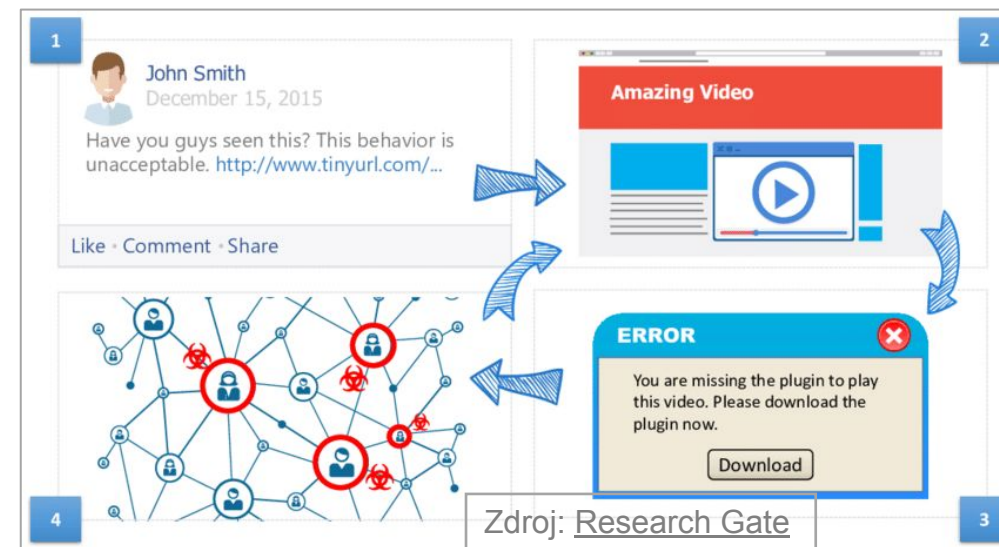 1
John Smith
December 15, 2015
Have you guys seen this? This behavior is
unacceptable. http://www.tinyurl.com/...
Like · Comment · Share
2
Amazing Video
ERROR
You are missing the plugin to play
this video. Please download the
plugin now.
Download
3
4
Zdroj: Research Gate